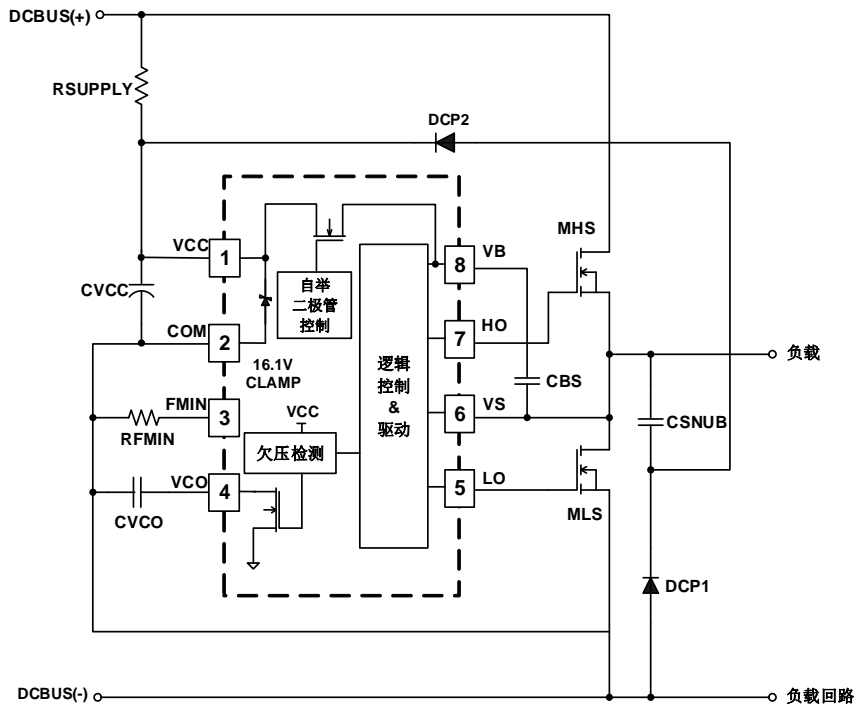 DCBUS(+)
RSUPPLY
DCP2
MHS
VCC
1
8
VB
CVCC
自举
二极管
控制
COM
2
7
HO
16.1V
CLAMP
逻辑
控制
&
驱动
负载
CBS
FMIN
3
VCC
6
VS
CSNUB
RFMIN
欠压检测
VCO
4
5
LO
CVCO
MLS
DCP1
DCBUS(-)
负载回路